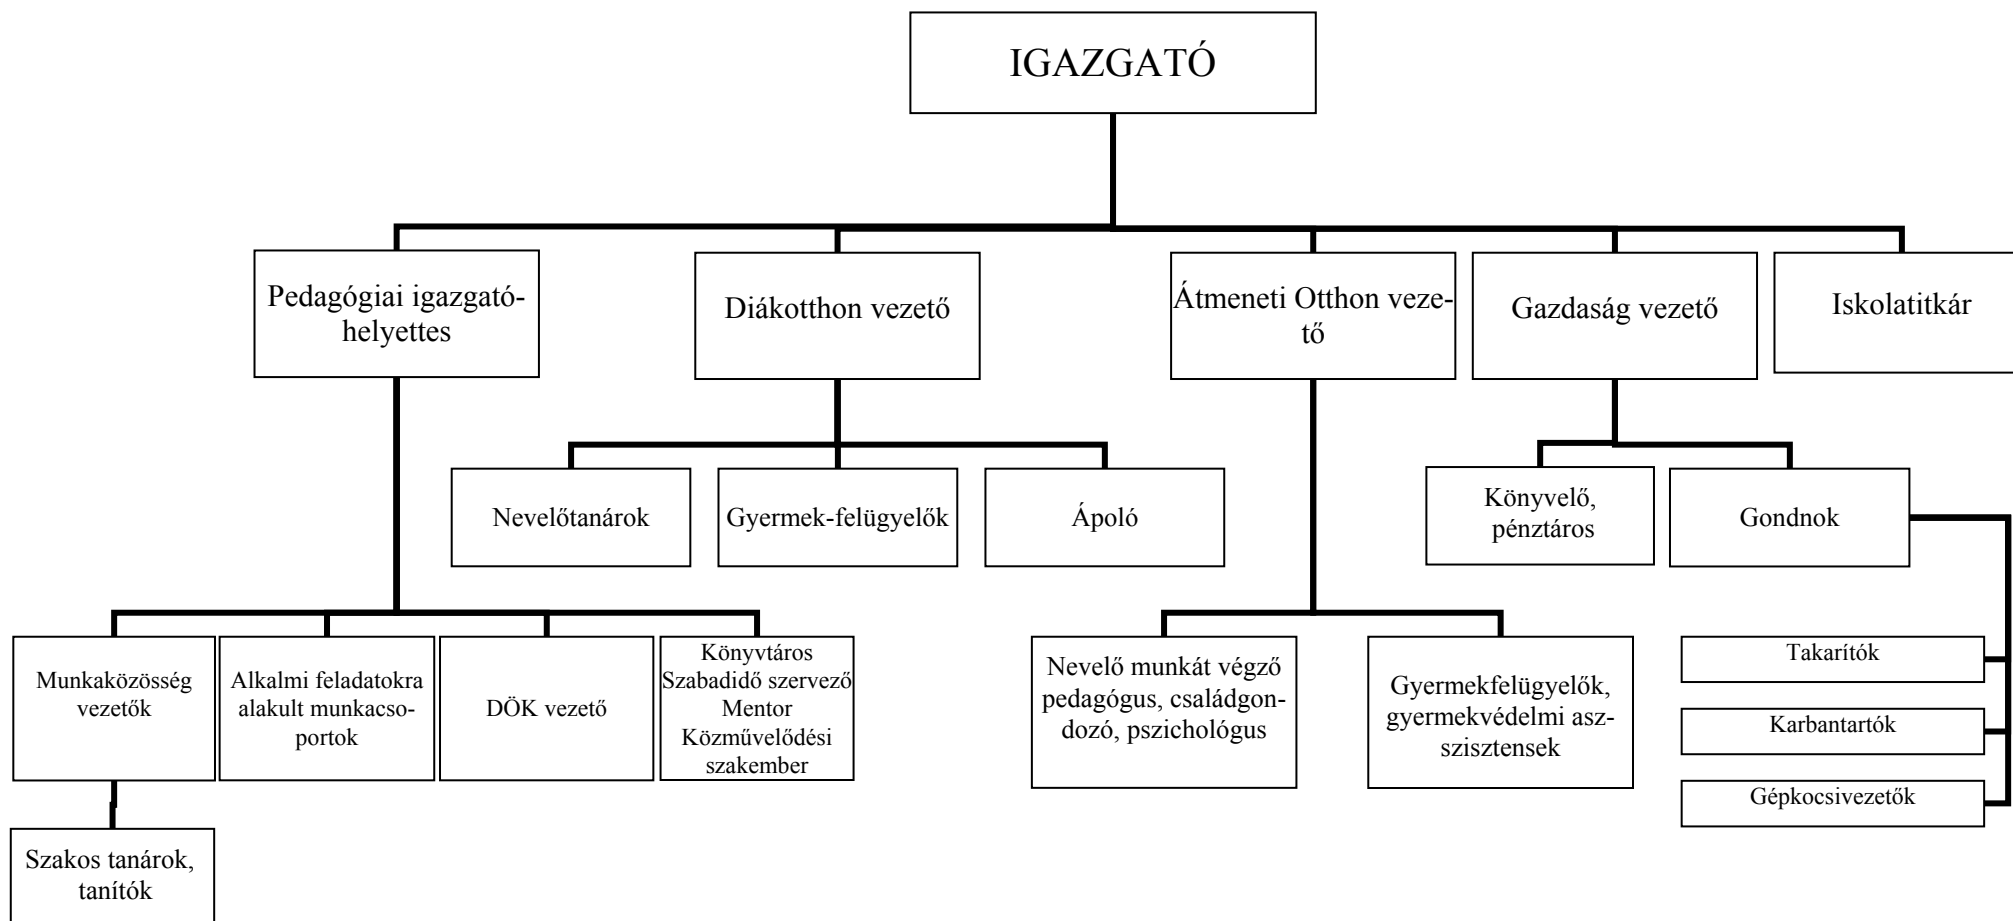 IGAZGATÓ
Pedagógiai igazgató-
helyettes
Diákotthon vezető
Átmeneti Otthon veze-
tő
Gazdaság vezető
Iskolatitkár
Nevelőtanárok
Gyermek-felügyelők
Ápoló
Könyvelő,
pénztáros
Gondnok
Munkaközösség
vezetők
Alkalmi feladatokra
alakult munkacso-
portok
DÖK vezető
Könyvtáros
Szabadidő szervező
Mentor
Közművelődési
szakember
Nevelő munkát végző
pedagógus, családgon-
dozó, pszichológus
Gyermekfelügyelők,
gyermekvédelmi asz-
szisztensek
Takarítók
Karbantartók
Gépkocsivezetők
Szakos tanárok,
tanítók